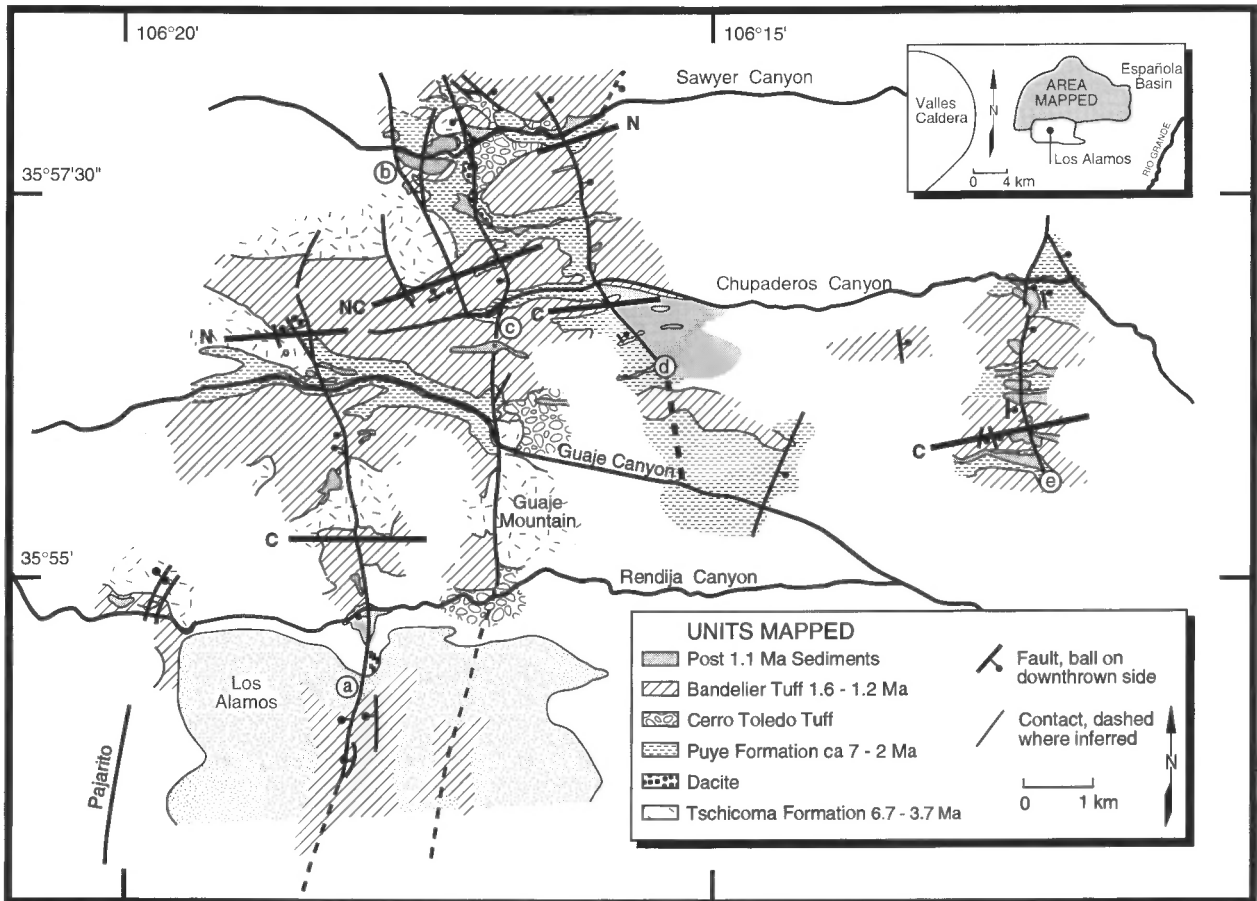 106°20'
106°15'
Sawyer Canyon
Valles
Caldera
N
AREA
MAPPED
Española
Basin
Los Alamos
0 4 km
RIO GRANDE
N
b
35°57'30"
Chupaderos Canyon
NC
C
N
c
d
C
e
Guaje Canyon
Guaje
Mountain
C
35°55'
Rendija Canyon
Los
Alamos
a
Pajarito
UNITS MAPPED
Post 1.1 Ma Sediments
Bandelier Tuff 1.6 - 1.2 Ma
Cerro Toledo Tuff
Puye Formation ca 7 - 2 Ma
Dacite
Tschicoma Formation 6.7 - 3.7 Ma
Fault, ball on
downthrown side
Contact, dashed
where inferred
0 1 km
N